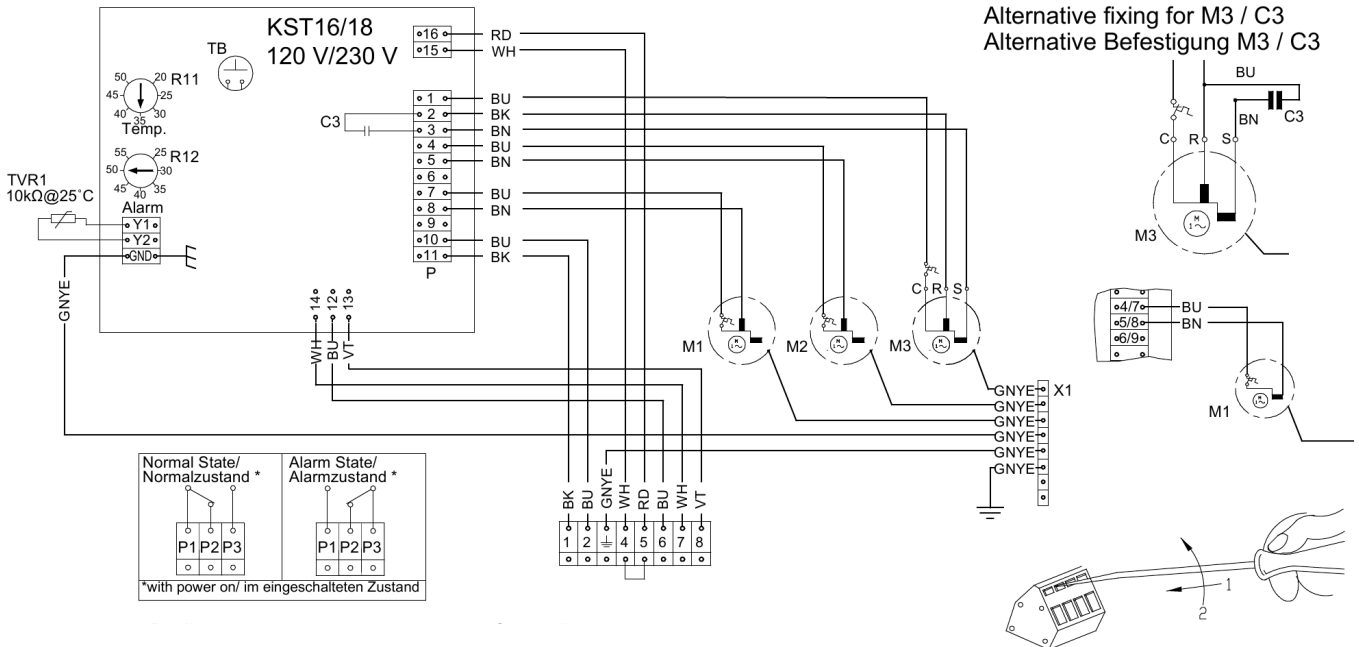 KST16/18
120 V/230 V
TB
50 20 R11
45 25
40 35 30
Temp.
55 25 R12
50 30
45 40 35
Alarm
TVR1
10kΩ@25°C
Y1
Y2
GND
GNYE
C3
16 RD
15 WH
1 BU
2 BK
3 BN
4 BU
5 BN
6
7 BU
8 BN
9
10 BU
11 BK
P
14 12 13
WH BU VT
M1
M
1~
M2
M
1~
C R S
M3
M
1~
GNYE X1
GNYE
GNYE
GNYE
GNYE
GNYE
BK BU GNYE WH RD BU WH VT
1 2 4 5 6 7 8
Normal State/
Normalzustand *
P1 P2 P3
Alarm State/
Alarmzustand *
P1 P2 P3
*with power on/ im eingeschalteten Zustand
Alternative fixing for M3 / C3
Alternative Befestigung M3 / C3
BU
BN C3
C R S
M
1~
M3
4/7 BU
5/8 BN
6/9
M
1~
M1
1
2